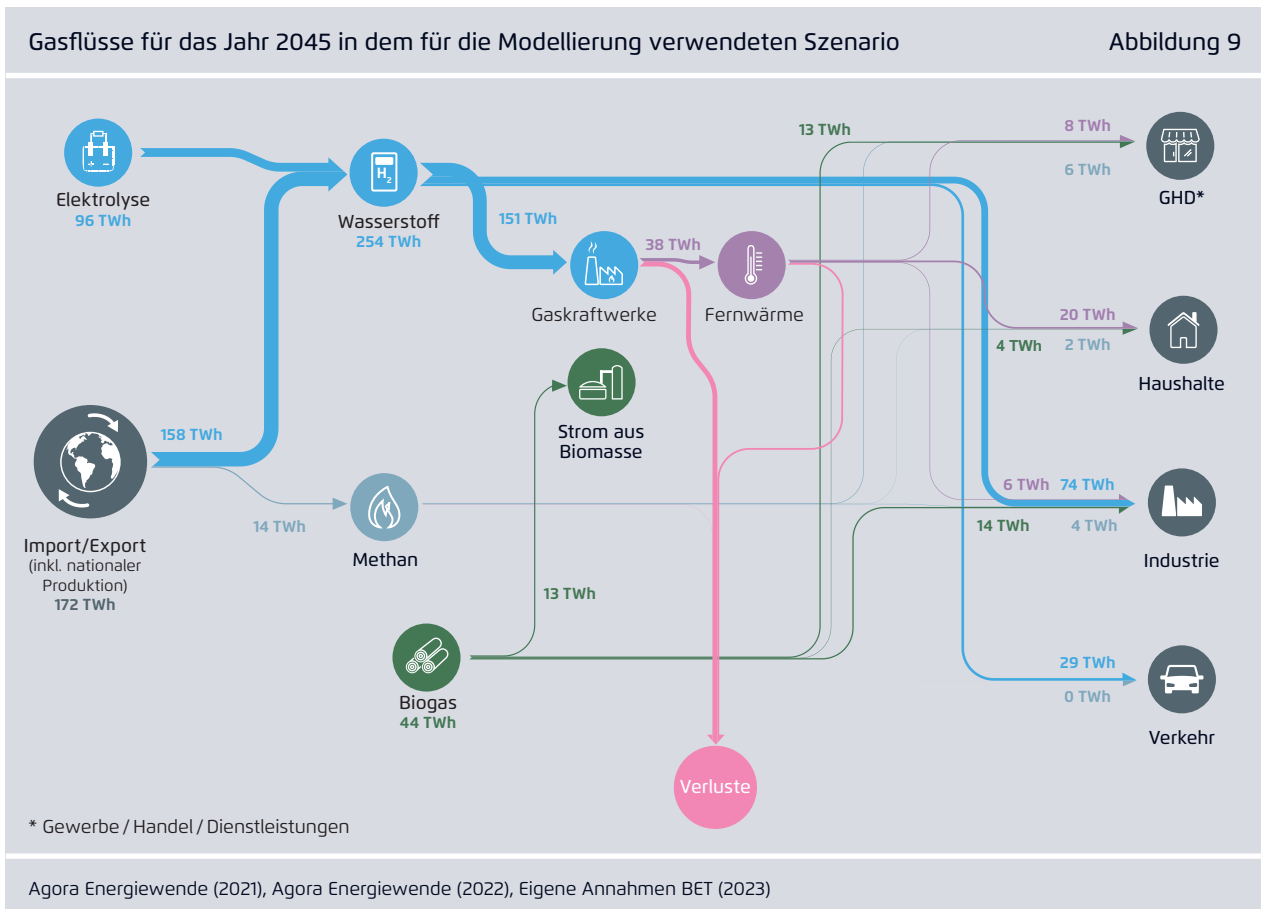 Gasflüsse für das Jahr 2045 in dem für die Modellierung verwendeten Szenario
Abbildung 9
Elektrolyse
96 TWh
H2
Wasserstoff
254 TWh
151 TWh
38 TWh
Gaskraftwerke
Fernwärme
13 TWh
8 TWh
6 TWh
GHD*
20 TWh
4 TWh
2 TWh
Haushalte
Strom aus
Biomasse
158 TWh
14 TWh
Import/Export
(inkl. nationaler
Produktion)
172 TWh
Methan
6 TWh
74 TWh
14 TWh
4 TWh
Industrie
13 TWh
Biogas
44 TWh
29 TWh
0 TWh
Verkehr
Verluste
* Gewerbe / Handel / Dienstleistungen
Agora Energiewende (2021), Agora Energiewende (2022), Eigene Annahmen BET (2023)